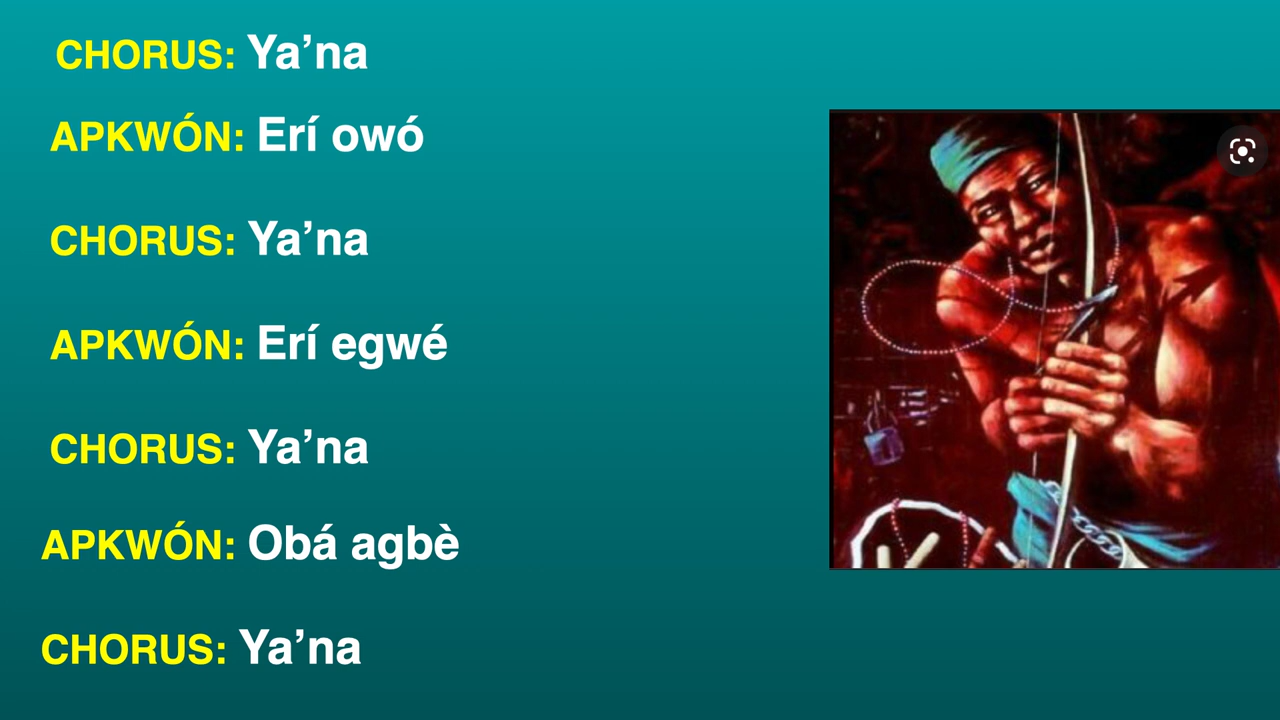 CHORUS: Ya’na
APKWÓN: Erí owó
CHORUS: Ya’na
APKWÓN: Erí egwé
CHORUS: Ya’na
APKWÓN: Obá agbè
CHORUS: Ya’na